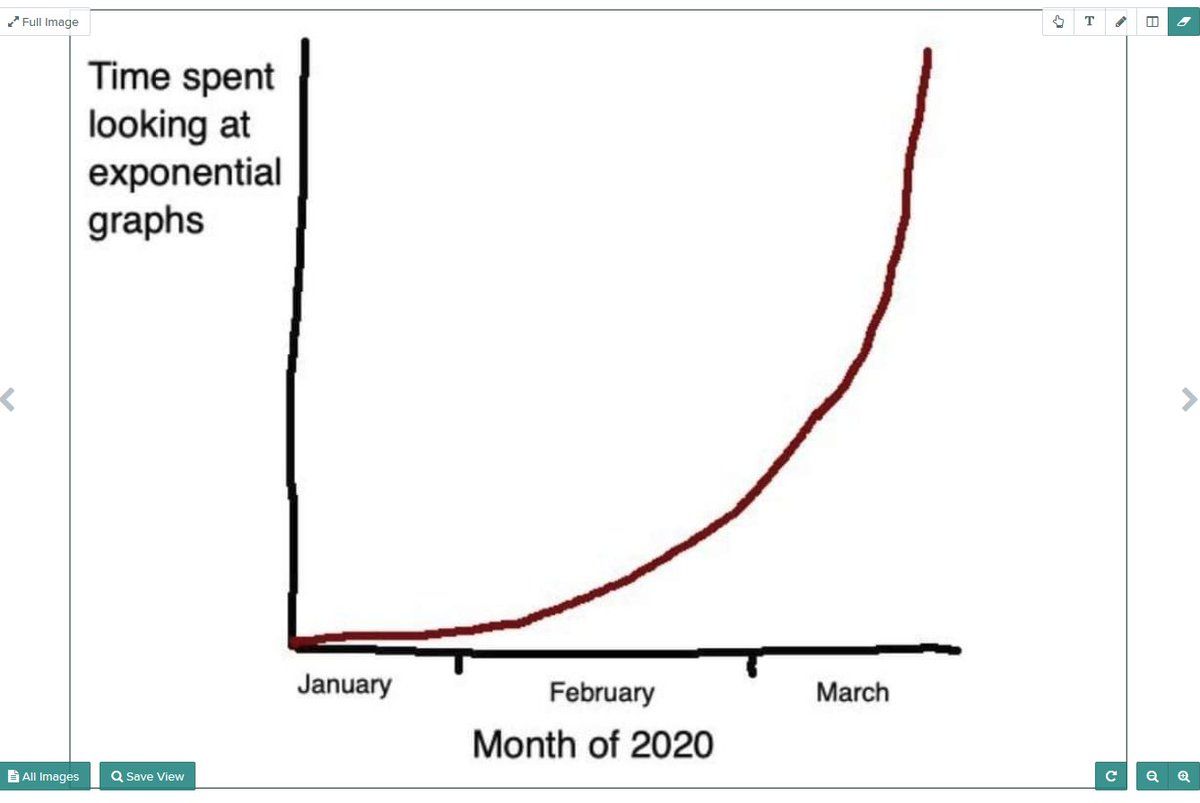 Full Image
T
Time spent
looking at
exponential
graphs
January
February
March
Month of 2020
All Images
Save View